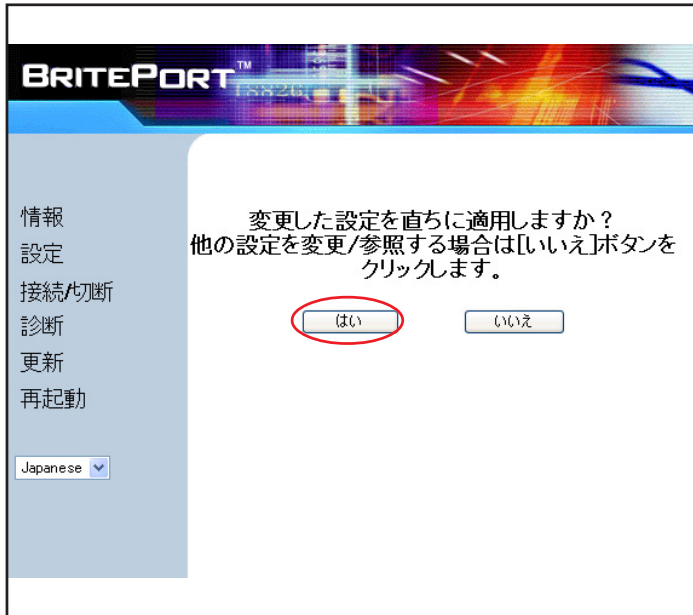 BRITEPORT™
情報
設定
接続/切断
診断
更新
再起動
Japanese
変更した設定を直ちに適用しますか？
他の設定を変更/参照する場合は[いいえ]ボタンを
クリックします。
はい
いいえ